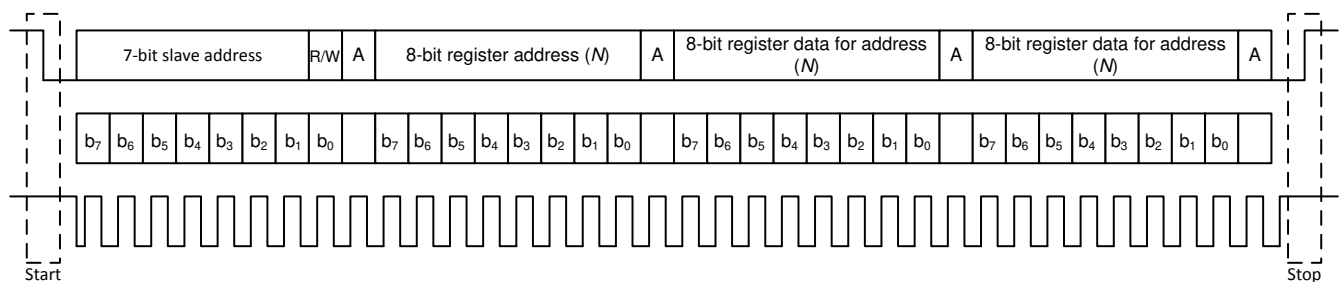 7-bit slave address R/W A 8-bit register address (N) A 8-bit register data for address (N) A 8-bit register data for address (N) A
b7 b6 b5 b4 b3 b2 b1 b0 b7 b6 b5 b4 b3 b2 b1 b0 b7 b6 b5 b4 b3 b2 b1 b0 b7 b6 b5 b4 b3 b2 b1 b0
Start Stop